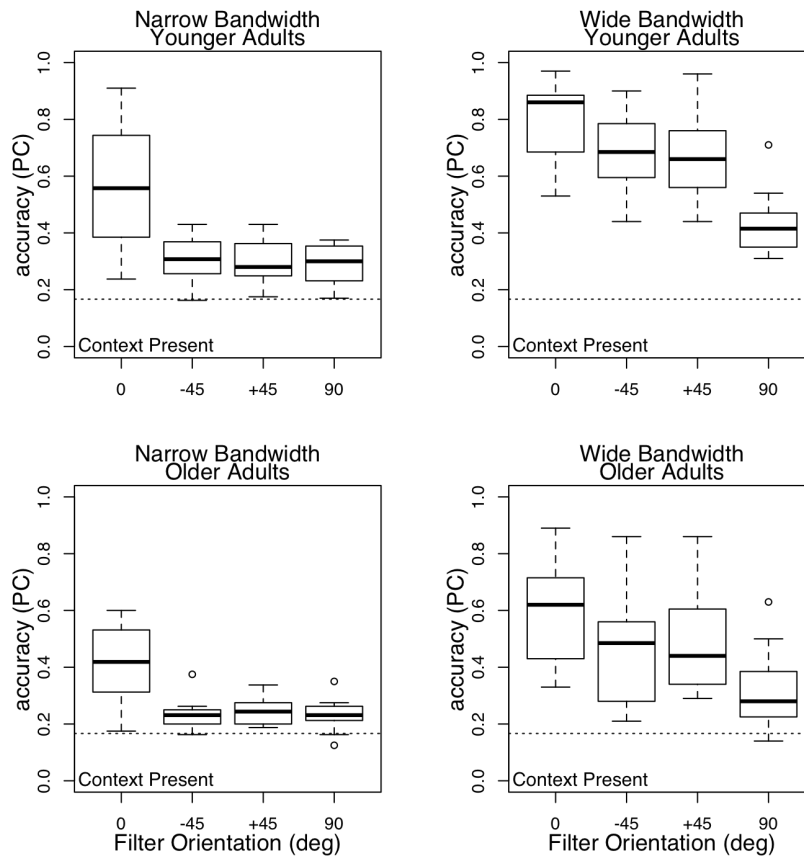 Narrow Bandwidth
Younger Adults
accuracy (PC)
1.0
0.8
0.6
0.4
0.2
0.0
Context Present
0 -45 +45 90
Wide Bandwidth
Younger Adults
accuracy (PC)
1.0
0.8
0.6
0.4
0.2
0.0
Context Present
0 -45 +45 90
Narrow Bandwidth
Older Adults
accuracy (PC)
1.0
0.8
0.6
0.4
0.2
0.0
Context Present
0 -45 +45 90
Filter Orientation (deg)
Wide Bandwidth
Older Adults
accuracy (PC)
1.0
0.8
0.6
0.4
0.2
0.0
Context Present
0 -45 +45 90
Filter Orientation (deg)